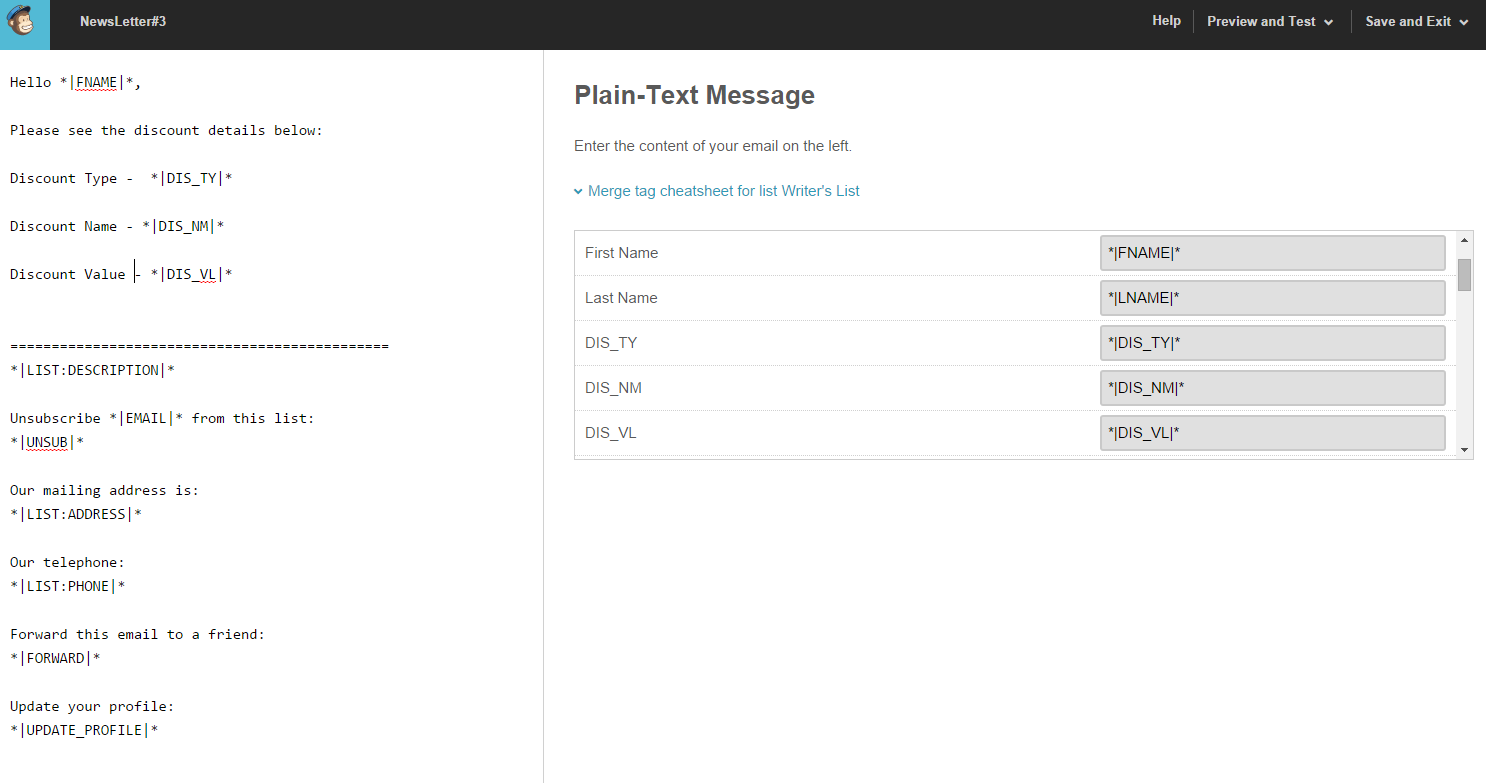 NewsLetter#3
Help
Preview and Test
Save and Exit
Hello *|FNAME|*,
Please see the discount details below:
Discount Type -  *|DIS_TY|*
Discount Name - *|DIS_NM|*
Discount Value - *|DIS_VL|*
==============================================
*|LIST:DESCRIPTION|*
Unsubscribe *|EMAIL|* from this list:
*|UNSUB|*
Our mailing address is:
*|LIST:ADDRESS|*
Our telephone:
*|LIST:PHONE|*
Forward this email to a friend:
*|FORWARD|*
Update your profile:
*|UPDATE_PROFILE|*
Plain-Text Message
Enter the content of your email on the left.
Merge tag cheatsheet for list Writer's List
First Name *|FNAME|*
Last Name *|LNAME|*
DIS_TY *|DIS_TY|*
DIS_NM *|DIS_NM|*
DIS_VL *|DIS_VL|*